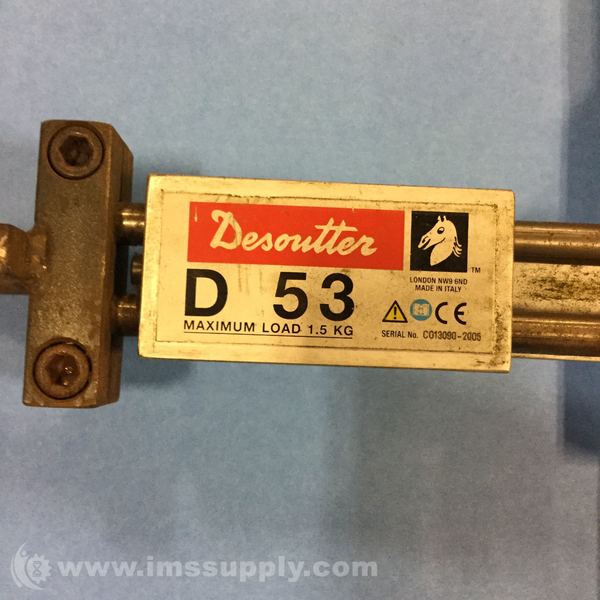 Desoutter
TM
D 53
MAXIMUM LOAD 1.5 KG
LONDON NW9 6ND
MADE IN ITALY
CE
SERIAL No. C013090-2005
www.imssupply.com